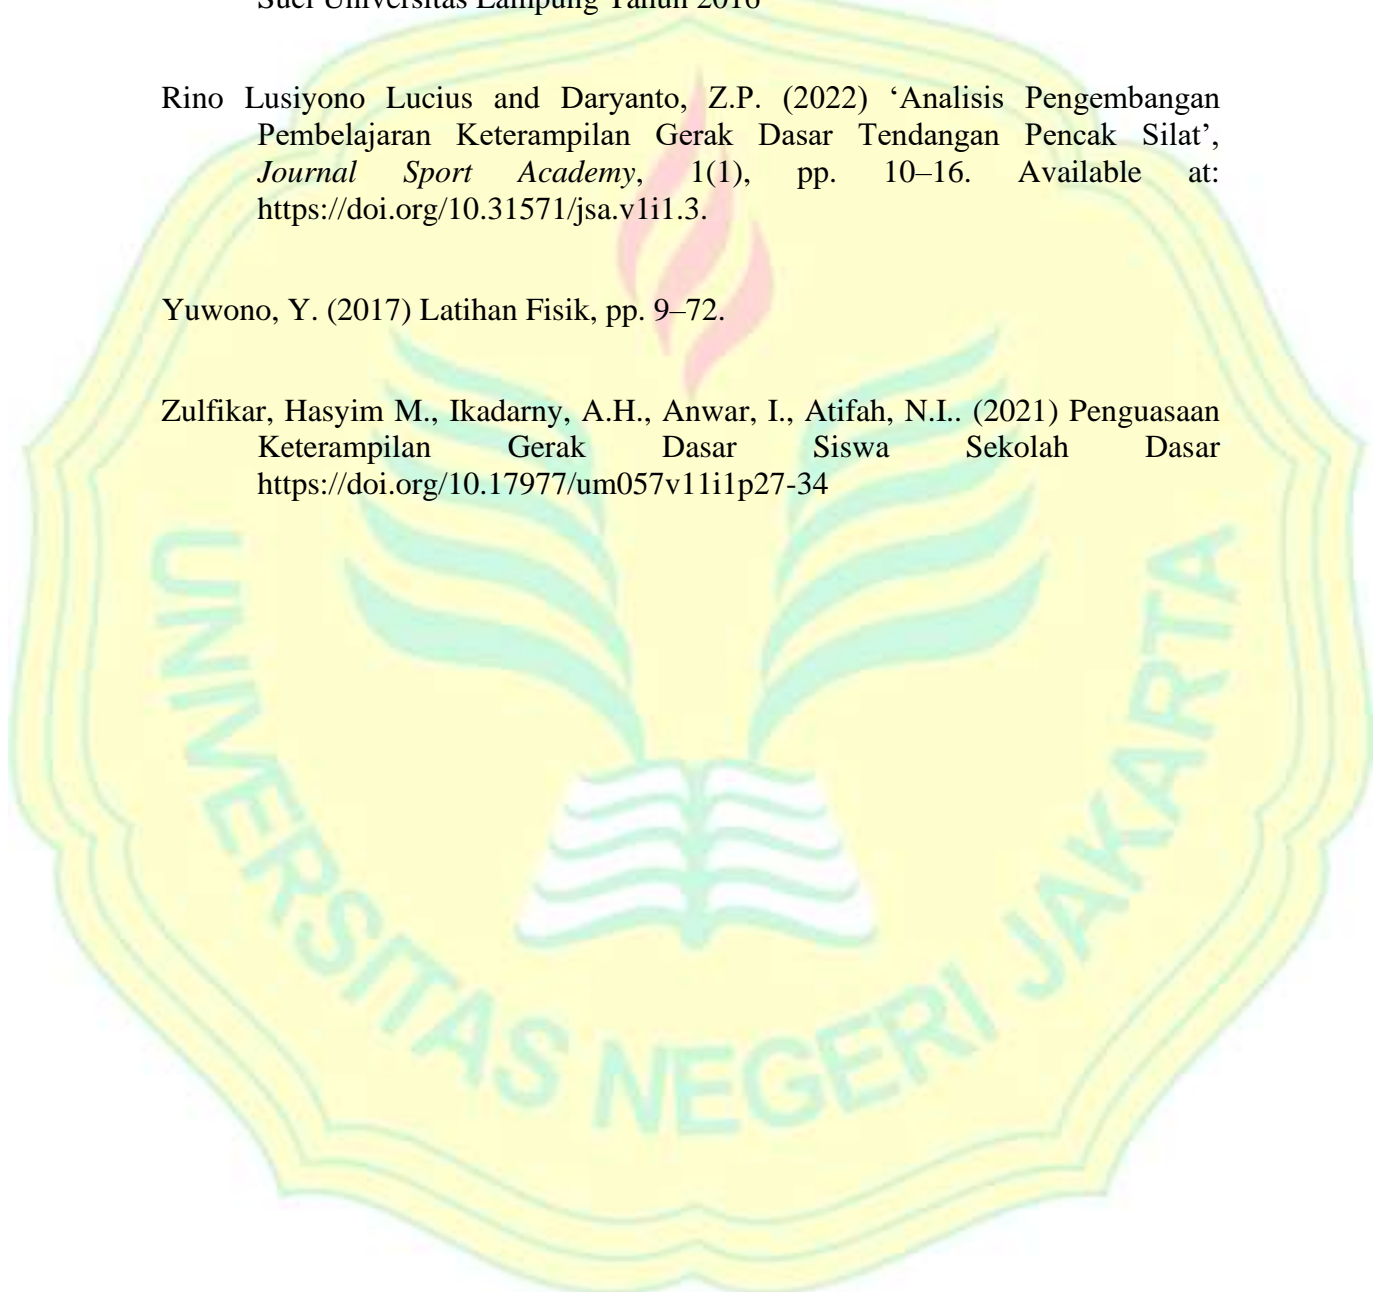 Suci Universitas Lampung Tahun 2016
Rino Lusiyono Lucius and Daryanto, Z.P. (2022) ‘Analisis Pengembangan
Pembelajaran Keterampilan Gerak Dasar Tendangan Pencak Silat’,
Journal Sport Academy, 1(1), pp. 10–16. Available at:
https://doi.org/10.31571/jsa.v1i1.3.
Yuwono, Y. (2017) Latihan Fisik, pp. 9–72.
Zulfikar, Hasyim M., Ikadarny, A.H., Anwar, I., Atifah, N.I.. (2021) Penguasaan
Keterampilan Gerak Dasar Siswa Sekolah Dasar
https://doi.org/10.17977/um057v11i1p27-34
UNIVERSITAS NEGERI JAKARTA